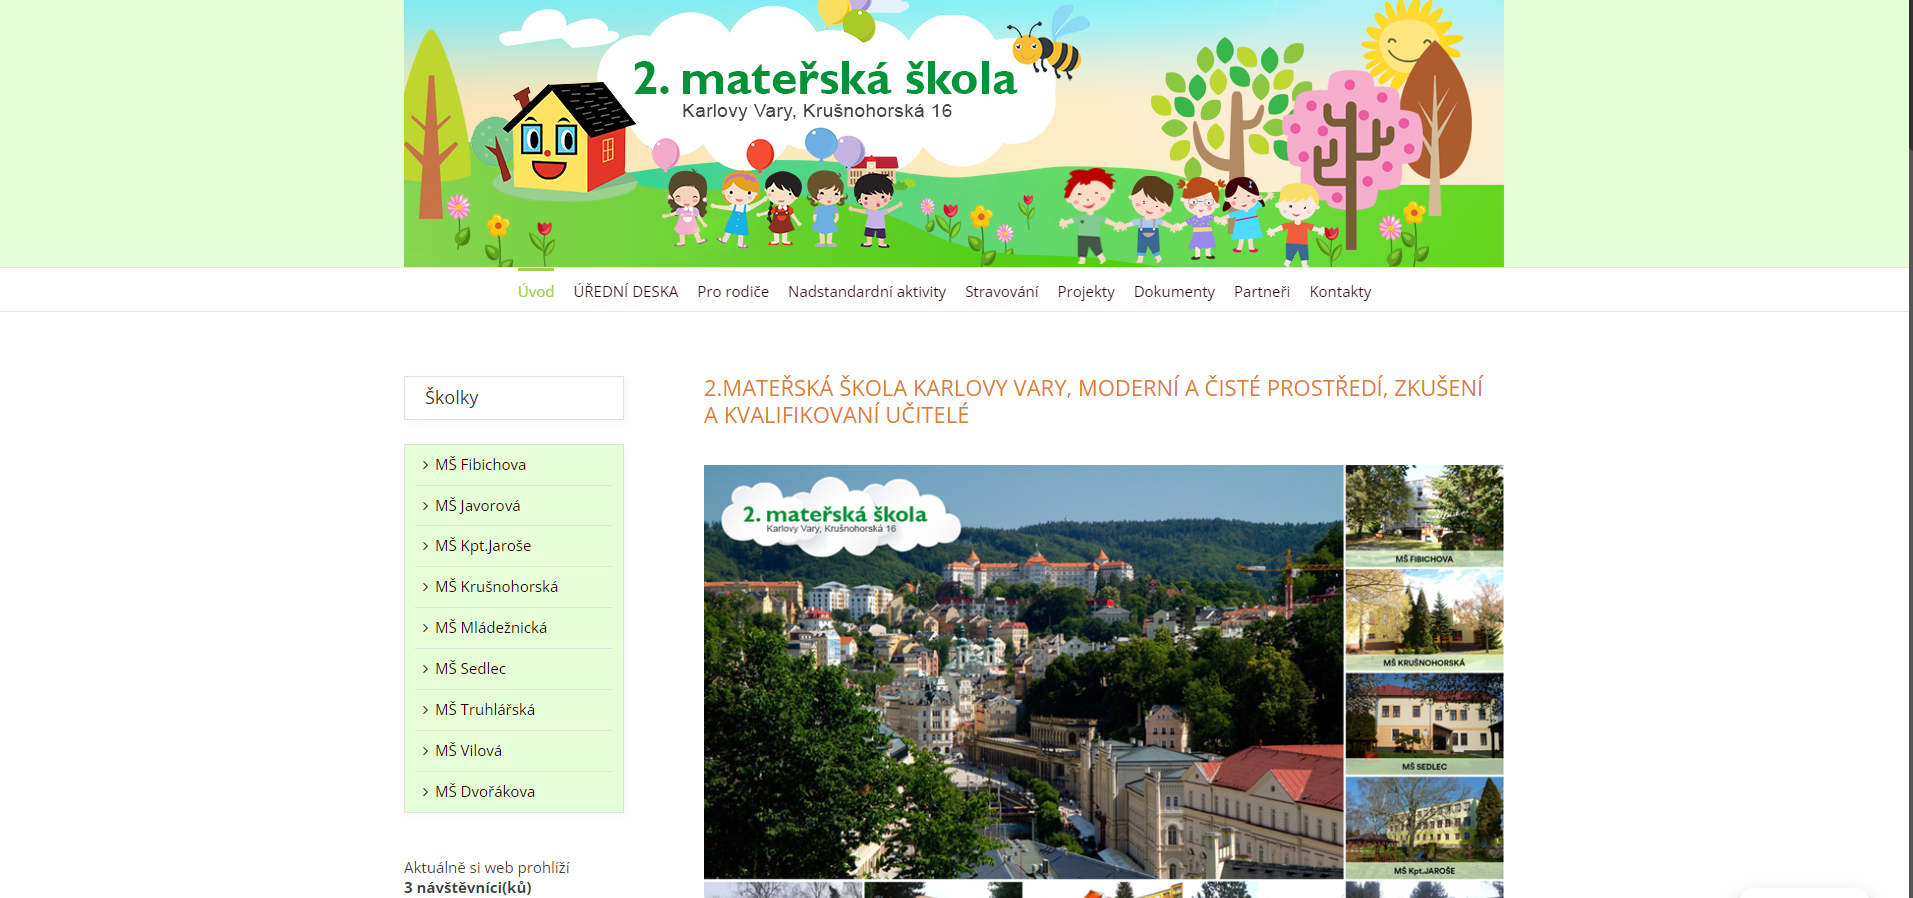 2. mateřská škola
Karlovy Vary, Krušnohorská 16
Úvod
ÚŘEDNÍ DESKA
Pro rodiče
Nadstandardní aktivity
Stravování
Projekty
Dokumenty
Partneři
Kontakty
Školky
MŠ Fibichova
MŠ Javorová
MŠ Kpt.Jaroše
MŠ Krušnohorská
MŠ Mládežnická
MŠ Sedlec
MŠ Truhlářská
MŠ Vilová
MŠ Dvořákova
Aktuálně si web prohlíží
3 návštěvníci(ků)
2.MATEŘSKÁ ŠKOLA KARLOVY VARY, MODERNÍ A ČISTÉ PROSTŘEDÍ, ZKUŠENÍ
A KVALIFIKOVANÍ UČITELÉ
2. mateřská škola
Karlovy Vary, Krušnohorská 16
MŠ FIBICHOVA
MŠ KRUŠNOHORSKÁ
MŠ SEDLEC
MŠ Kpt.JAROŠE